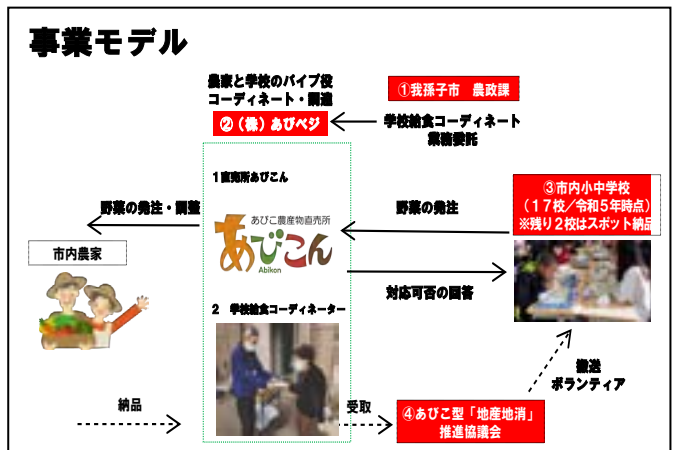 事業モデル
農家と学校のパイプ役
コーディネート・調達
②（株）あびベジ
①我孫子市　農政課
学校給食コーディネート
業務委託
１直売所あびこん
野菜の発注・調整
市内農家
あびこ農産物直売所
あびこん
Abikon
野菜の発注
③市内小中学校
（１７校／令和５年時点）
※残り２校はスポット納品
対応可否の回答
２　学校給食コーディネーター
搬送
ボランティア
納品
受取
④あびこ型「地産地消」
推進協議会